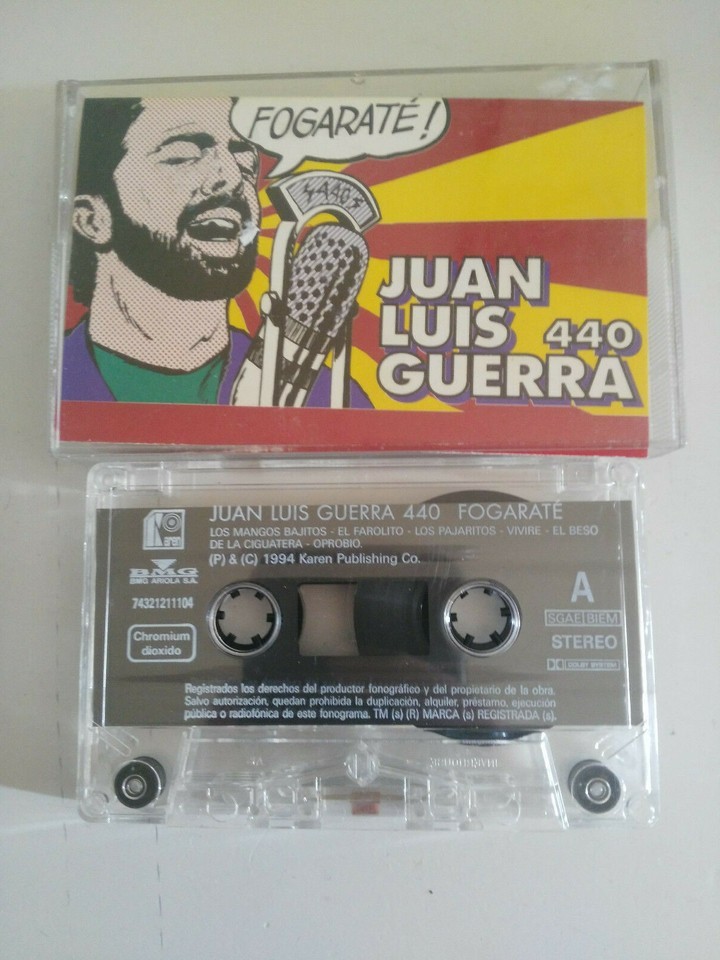 FOGARATÉ!
440
JUAN
LUIS 440
GUERRA
JUAN LUIS GUERRA 440 FOGARATÉ
LOS MANGOS BAJITOS - EL FAROLITO - LOS PAJARITOS - VIVIRE - EL BESO
DE LA CIGUATERA - OPROBIO.
(P) & (C) 1994 Karen Publishing Co.
BMG
BMG ARIOLA S.A.
74321211104
A
SGAE BIEM
Chromium
dioxido
STEREO
DOLBY SYSTEM
Registrados los derechos del productor fonográfico y del propietario de la obra.
Salvo autorización, quedan prohibida la duplicación, alquiler, préstamo, ejecución
pública o radiofónica de este fonograma. TM (s) (R) MARCA (s) REGISTRADA (s).